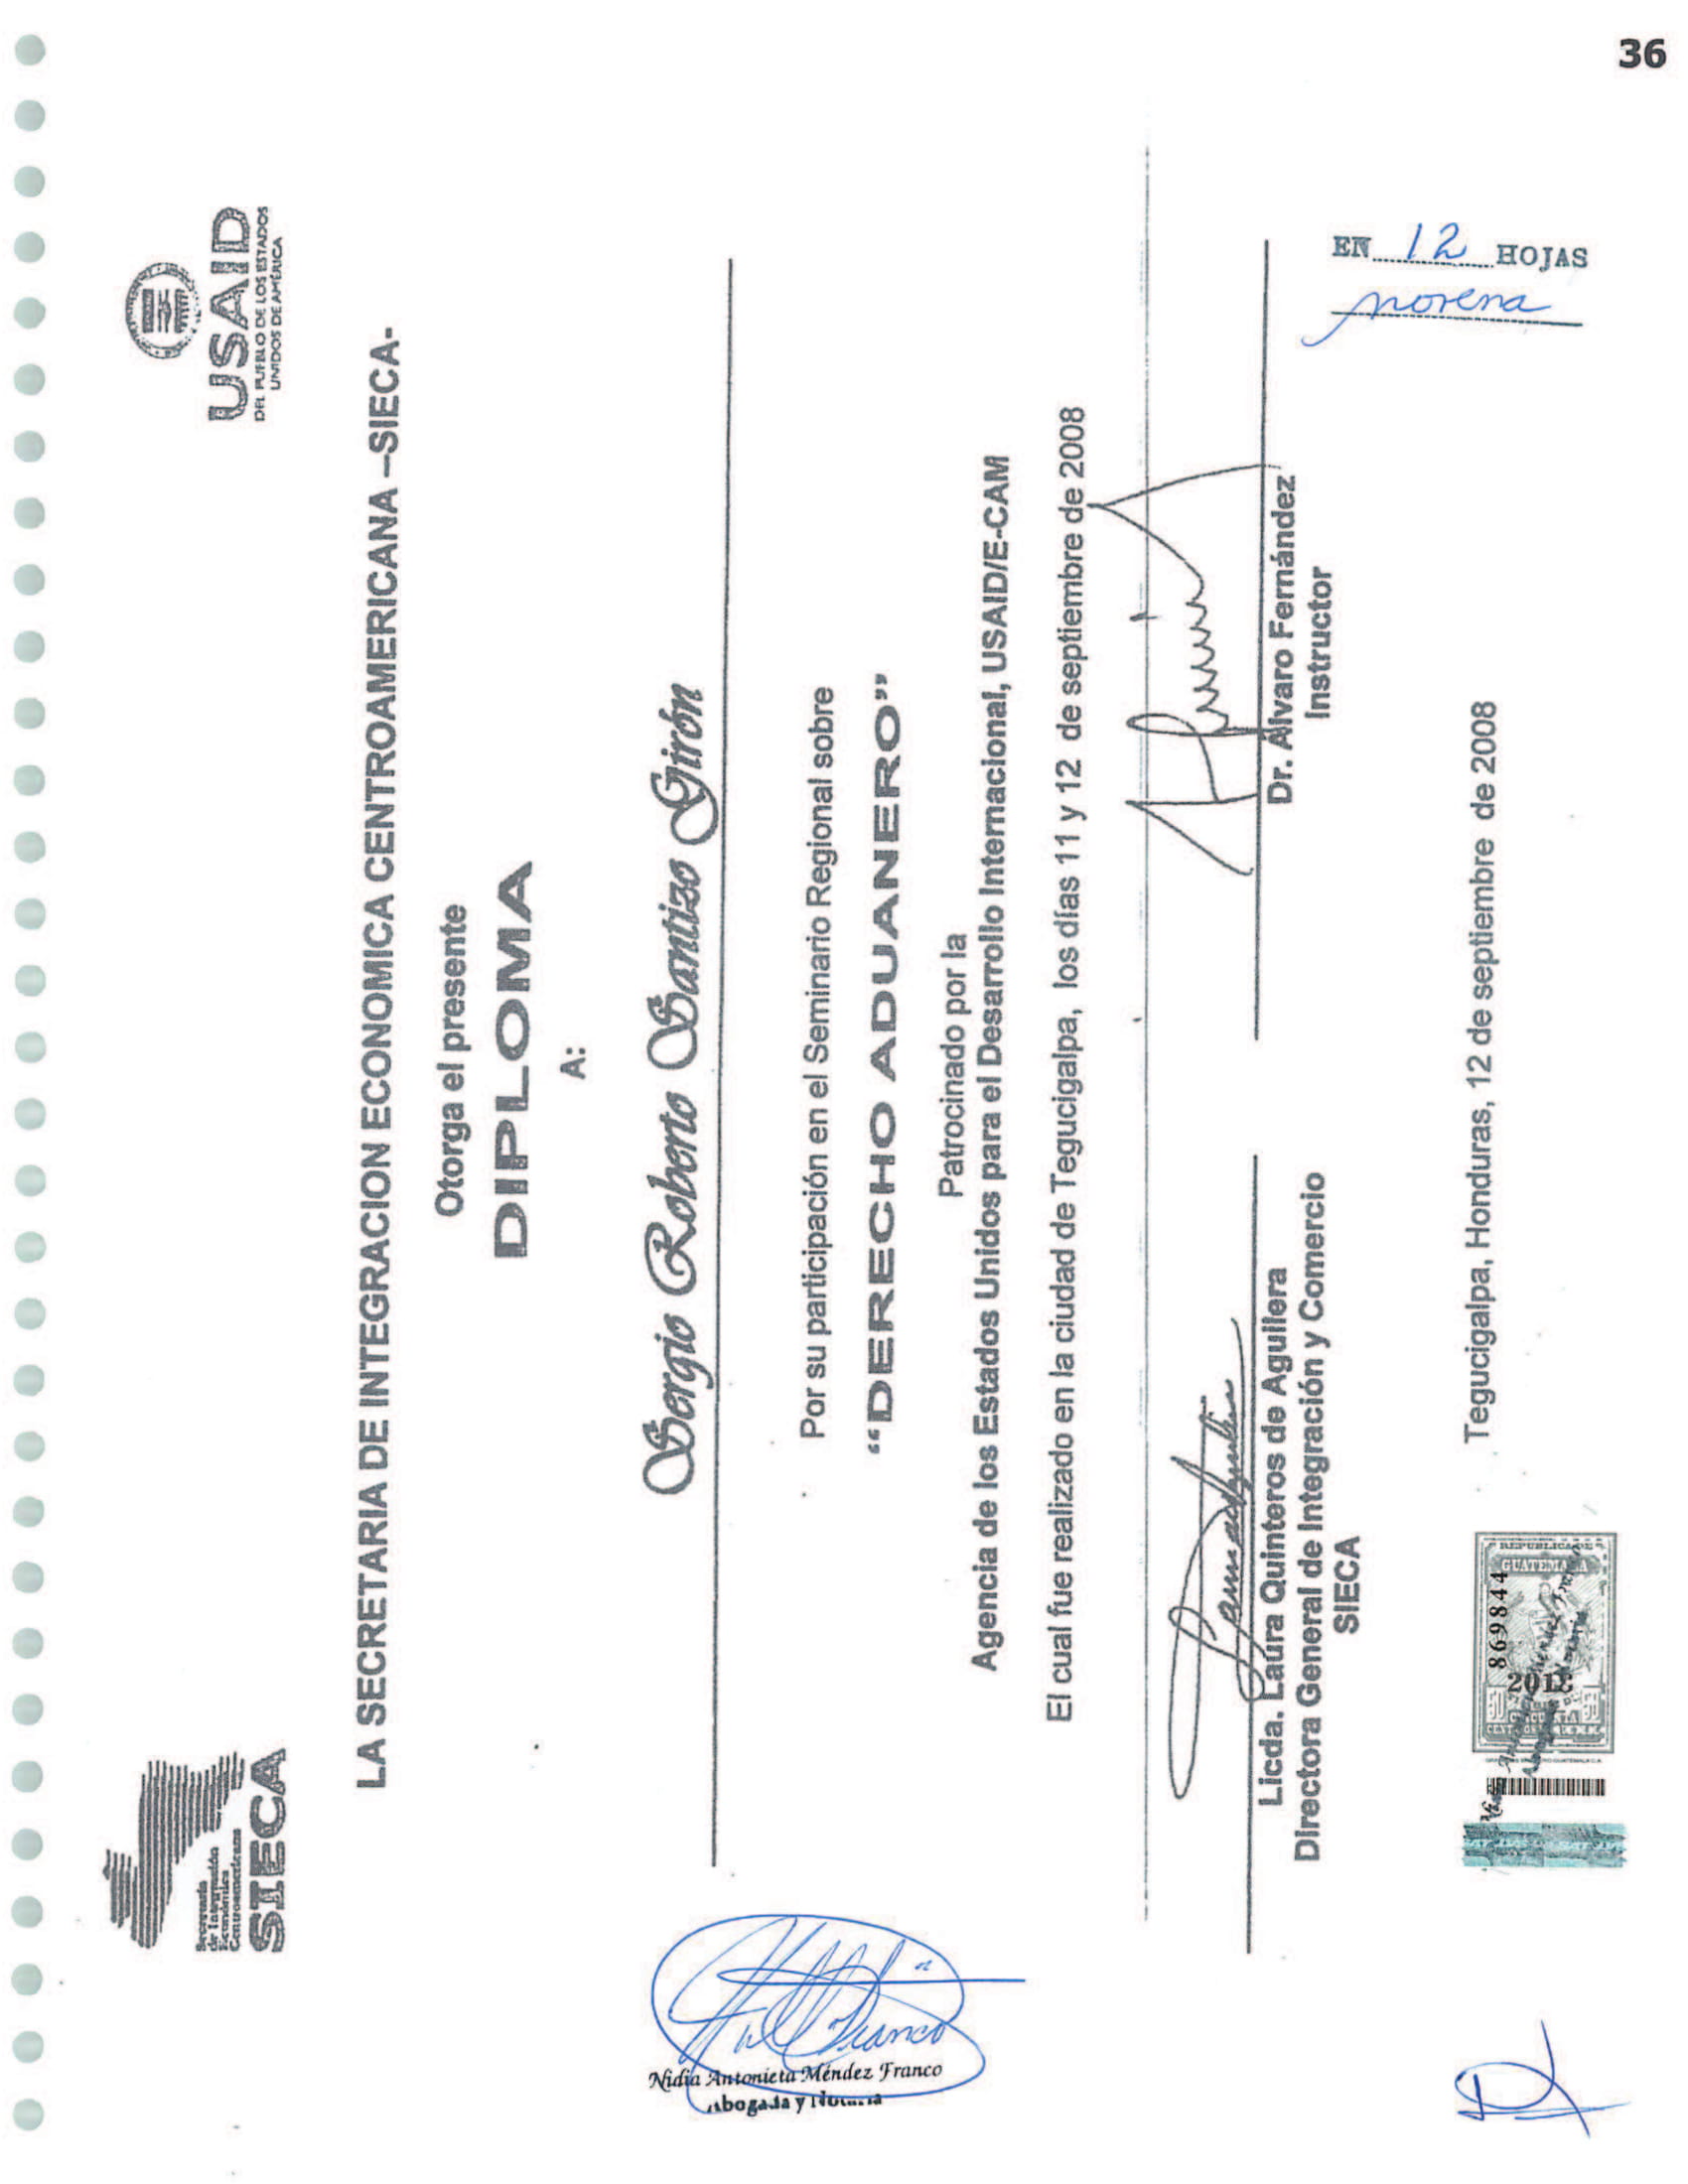 36
Secretaría
de Integración
Económica
Centroamericana
SIECA
USAID
DEL PUEBLO DE LOS ESTADOS
UNIDOS DE AMÉRICA
LA SECRETARIA DE INTEGRACION ECONOMICA CENTROAMERICANA –SIECA-
Otorga el presente
DIPLOMA
A:
Sergio Roberto Santizo Girón
Por su participación en el Seminario Regional sobre
“DERECHO ADUANERO”
Patrocinado por la
Agencia de los Estados Unidos para el Desarrollo Internacional, USAID/E-CAM
El cual fue realizado en la ciudad de Tegucigalpa, los días 11 y 12 de septiembre de 2008
Licda. Laura Quinteros de Aguilera
Directora General de Integración y Comercio
SIECA
Dr. Alvaro Fernández
Instructor
Tegucigalpa, Honduras, 12 de septiembre de 2008
EN 12 HOJAS
morena
Nidia Antonieta Méndez Franco
Abogada y Notaria
REPUBLICA DE
GUATEMALA
869844